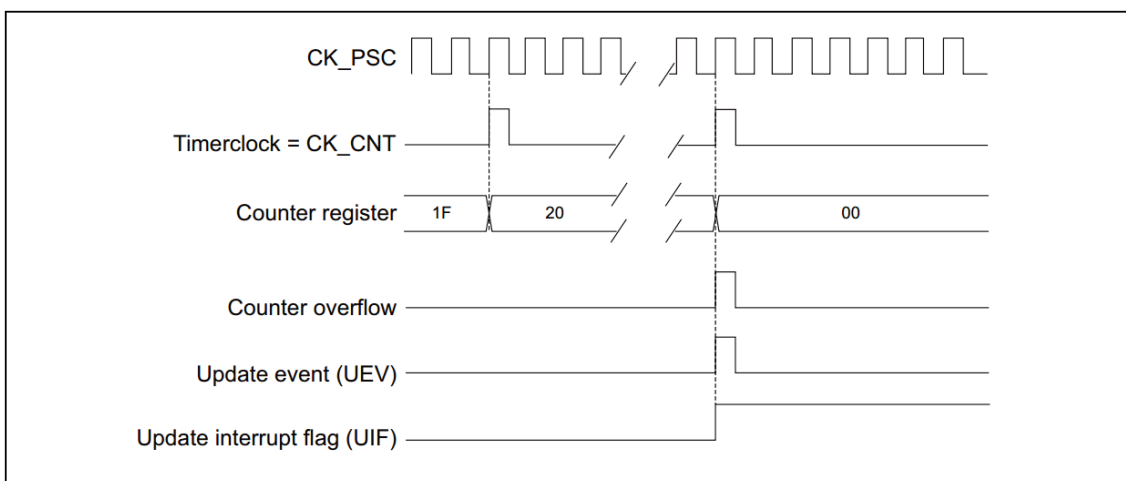 CK_PSC
Timerclock = CK_CNT
Counter register 1F 20 00
Counter overflow
Update event (UEV)
Update interrupt flag (UIF)